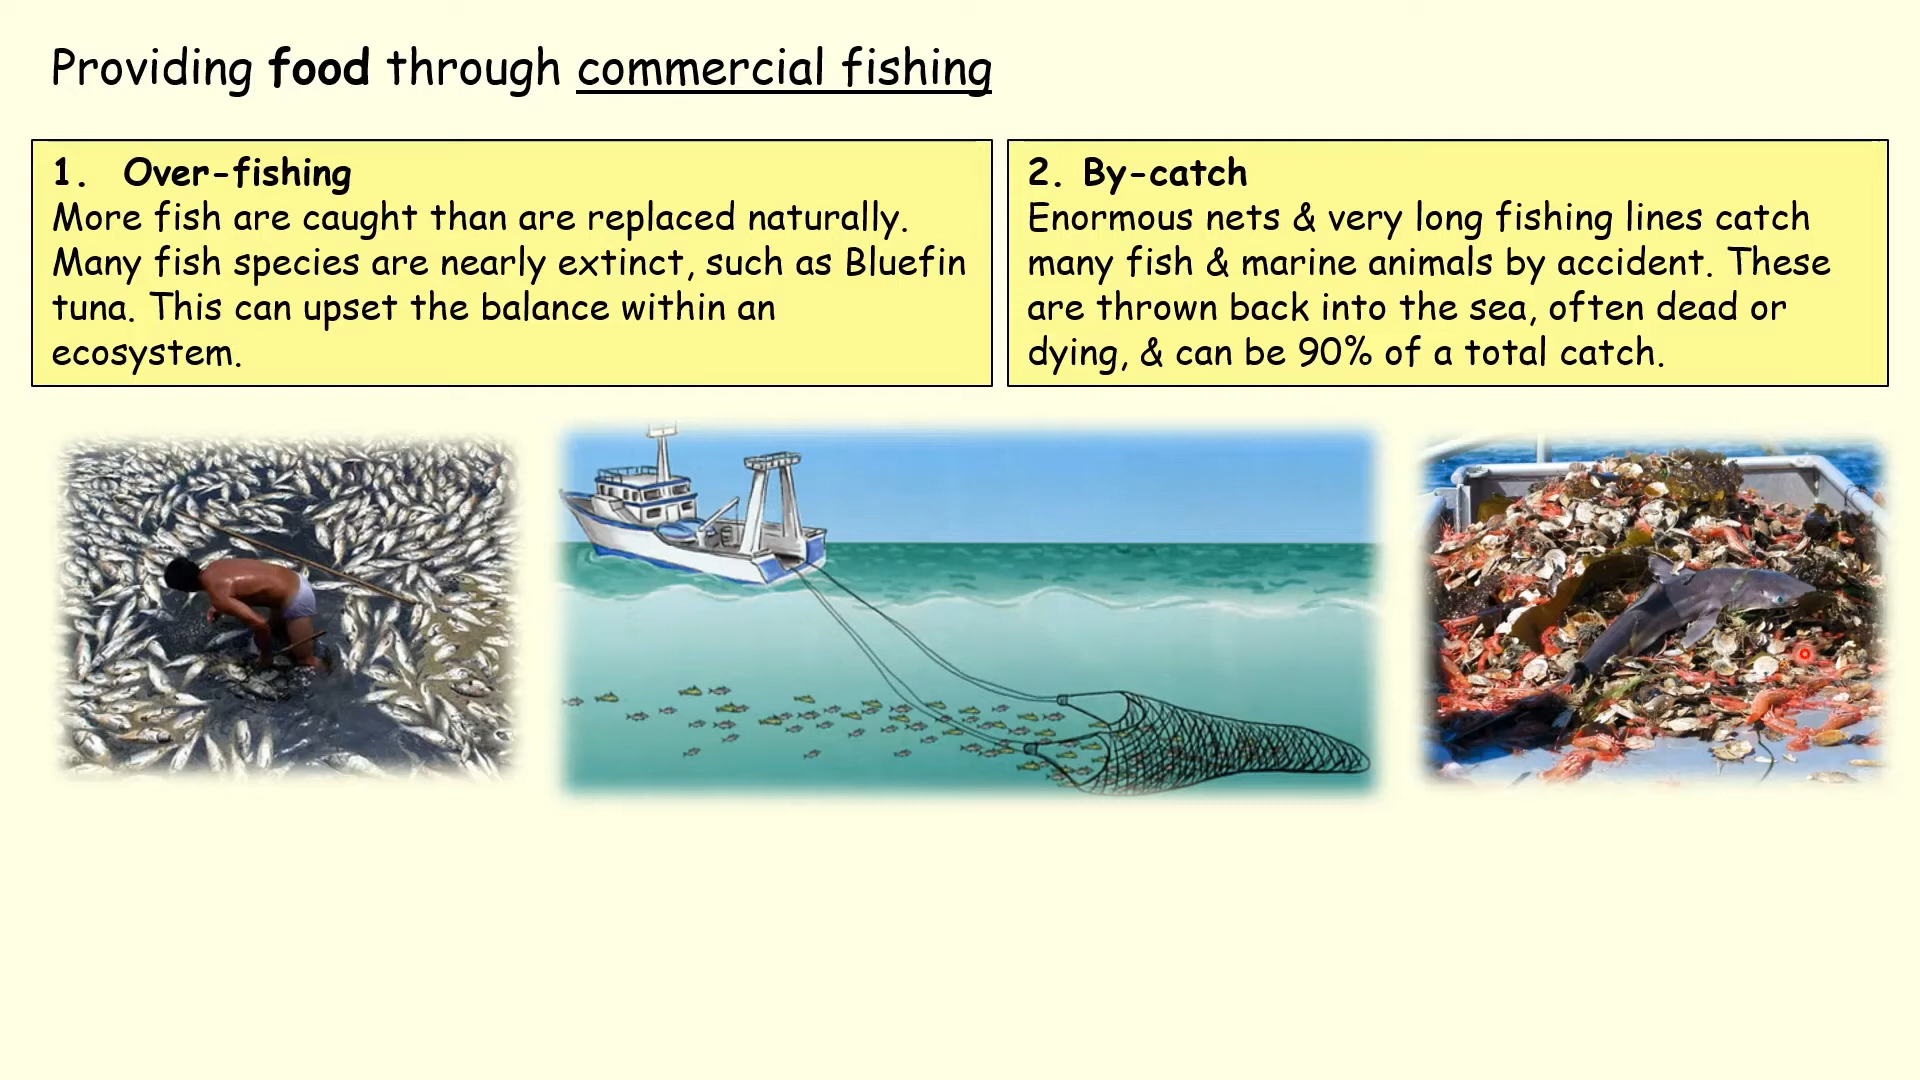 Providing food through commercial fishing
1. Over-fishing
More fish are caught than are replaced naturally.
Many fish species are nearly extinct, such as Bluefin
tuna. This can upset the balance within an
ecosystem.
2. By-catch
Enormous nets & very long fishing lines catch
many fish & marine animals by accident. These
are thrown back into the sea, often dead or
dying, & can be 90% of a total catch.